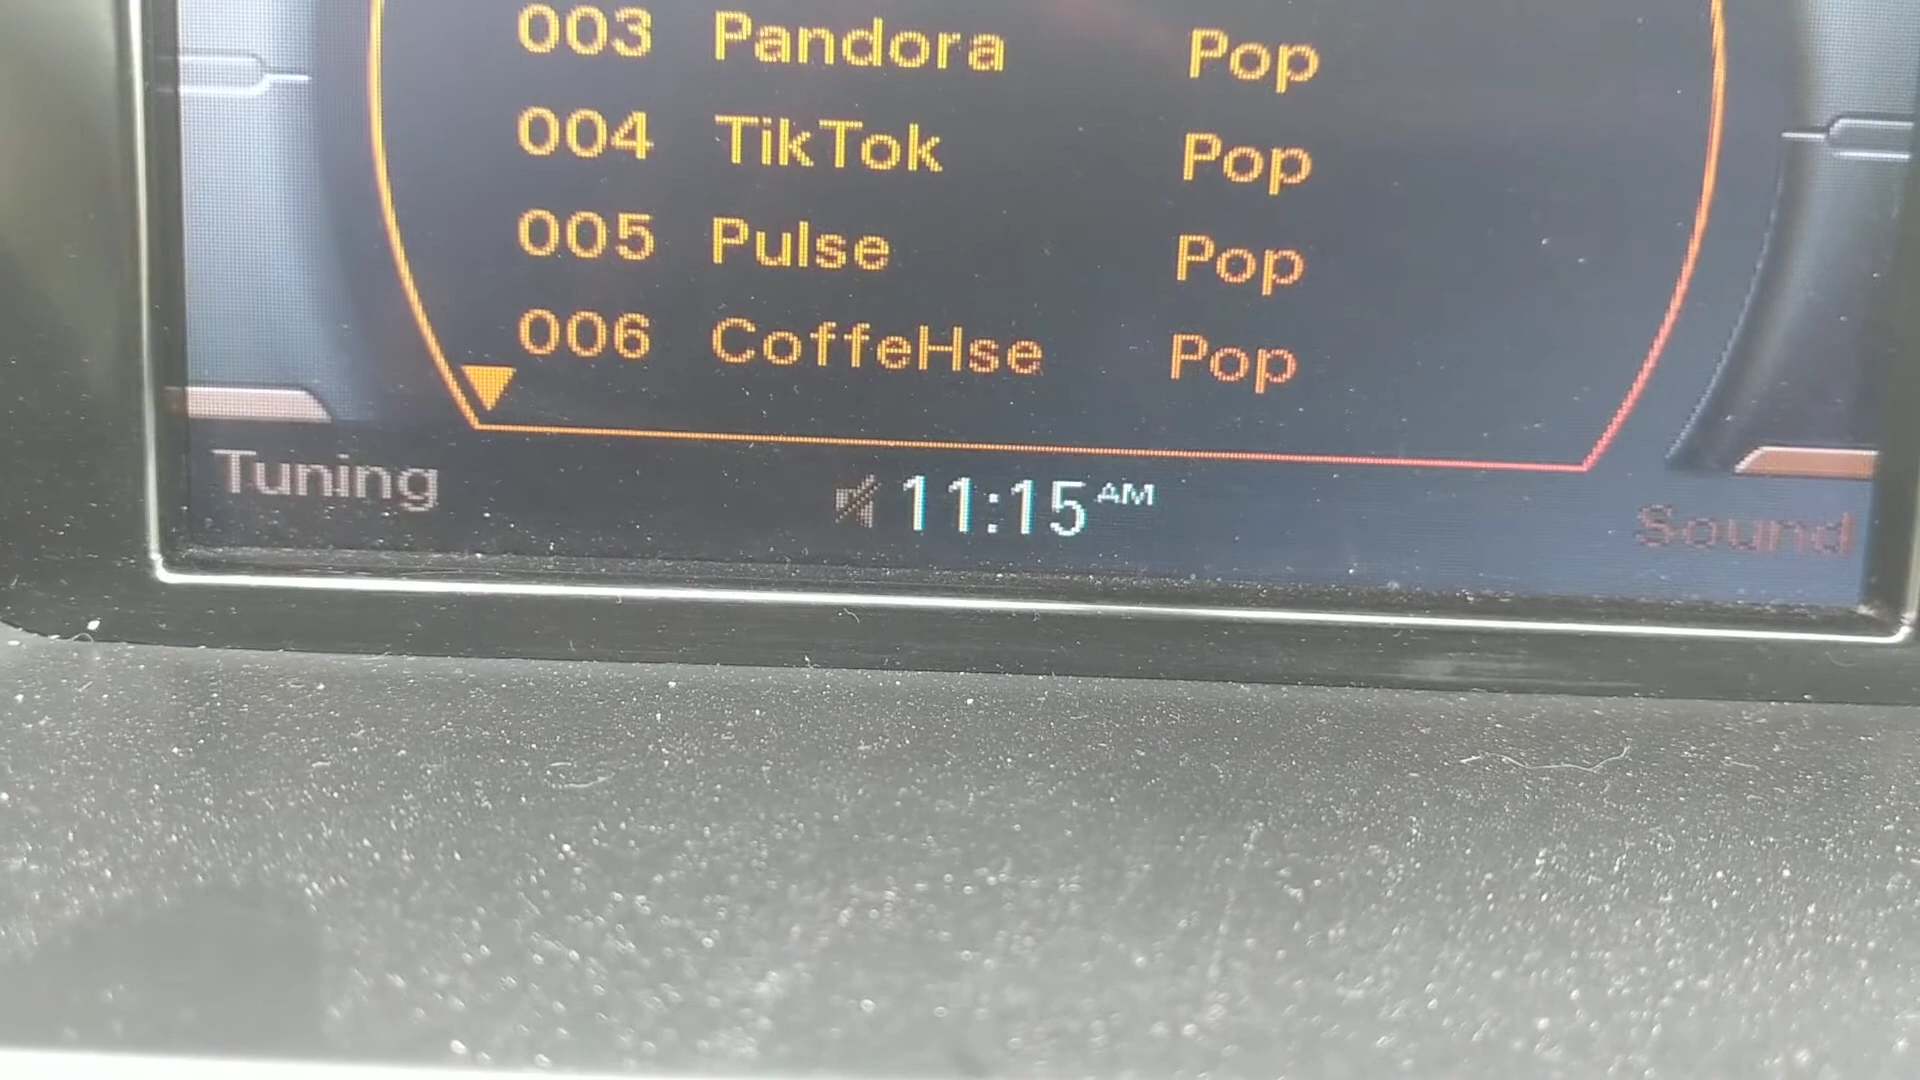 003 Pandora Pop
004 TikTok Pop
005 Pulse Pop
006 CoffeHse Pop
Tuning 11:15 AM Sound